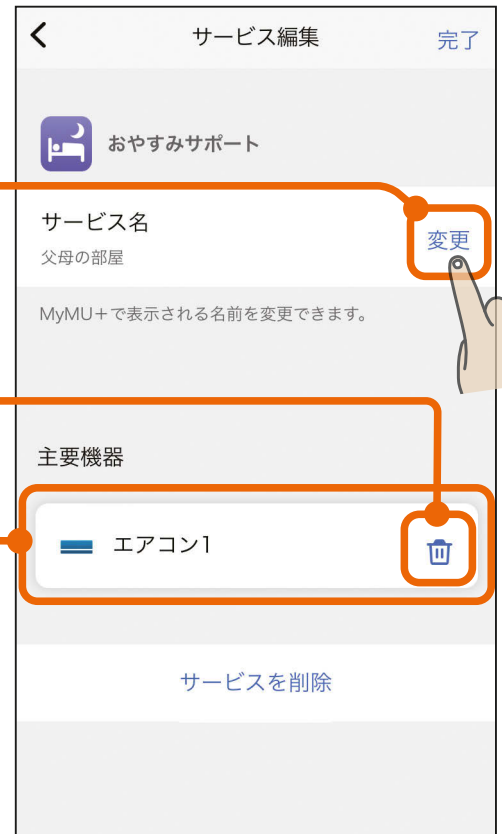 サービス編集
完了
おやすみサポート
サービス名
父母の部屋
変更
MyMU+で表示される名前を変更できます。
主要機器
エアコン1
サービスを削除